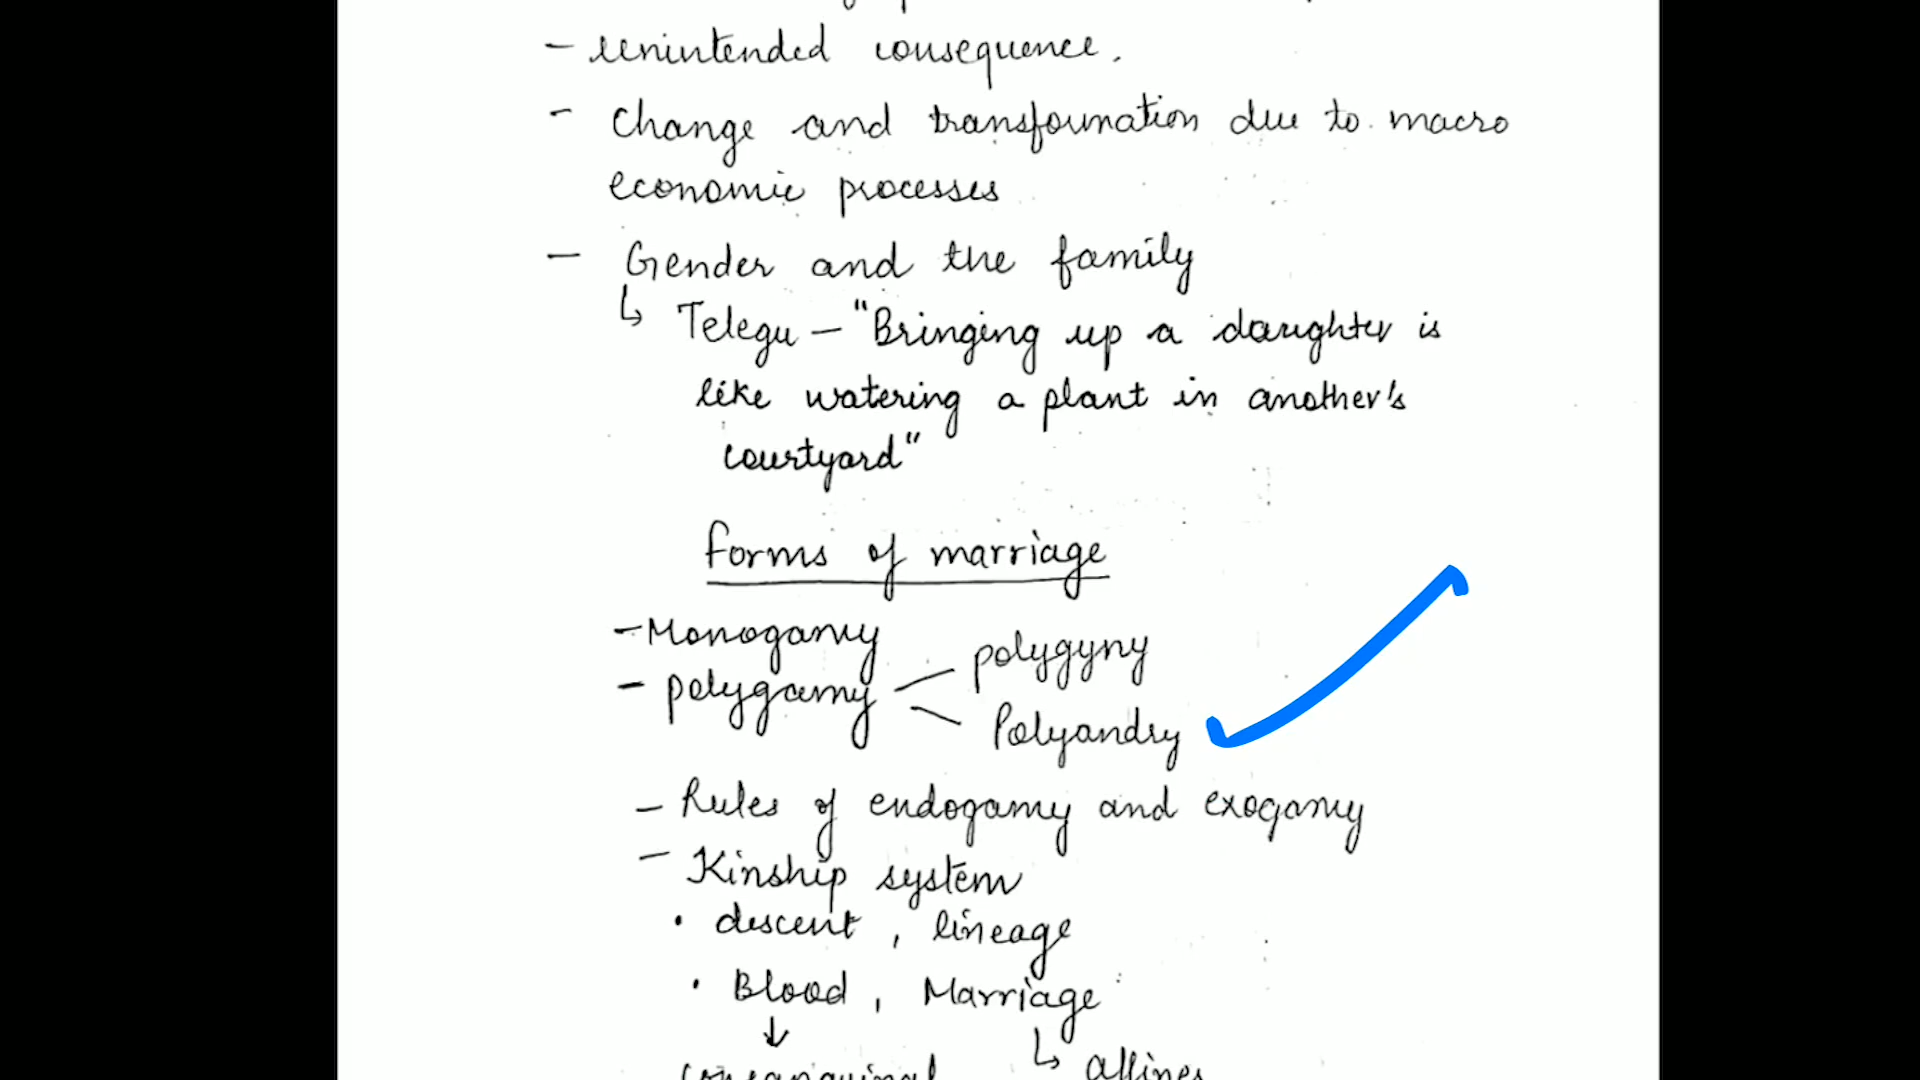 - unintended consequence.
- Change and transformation due to macro
economic processes
- Gender and the family
↳ Telegu - "Bringing up a daughter is
like watering a plant in another's
courtyard"
forms of marriage
- Monogamy
- polygamy < polygyny
Polyandry
- Rules of endogamy and exogamy
- Kinship system
• descent, lineage
• Blood, Marriage
↓ ↳ affines